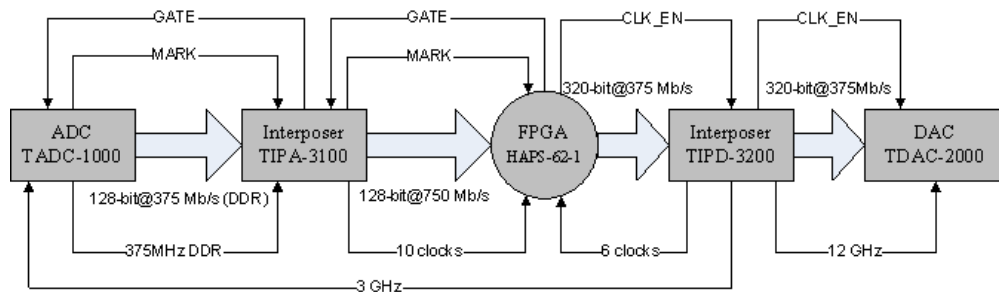 GATE
GATE
CLK_EN
CLK_EN
MARK
MARK
320-bit@375 Mb/s
320-bit@375Mb/s
ADC
TADC-1000
Interposer
TIPA-3100
FPGA
HAPS-62-1
Interposer
TIPD-3200
DAC
TDAC-2000
128-bit@375 Mb/s (DDR)
128-bit@750 Mb/s
375MHz DDR
10 clocks
6 clocks
12 GHz
3 GHz